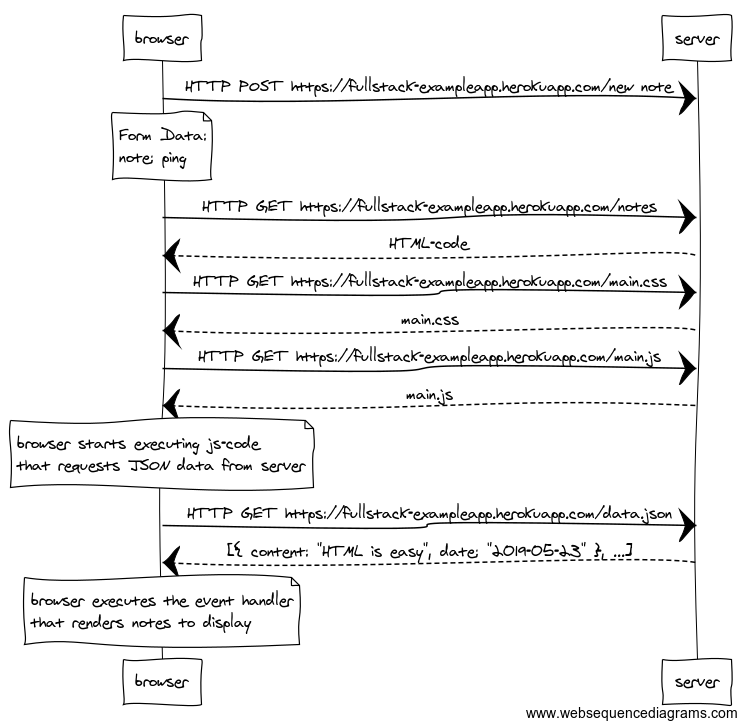 browser server
HTTP POST https://fullstack-exampleapp.herokuapp.com/new note
Form Data:
note: ping
HTTP GET https://fullstack-exampleapp.herokuapp.com/notes
HTML-code
HTTP GET https://fullstack-exampleapp.herokuapp.com/main.css
main.css
HTTP GET https://fullstack-exampleapp.herokuapp.com/main.js
main.js
browser starts executing js-code
that requests JSON data from server
HTTP GET https://fullstack-exampleapp.herokuapp.com/data.json
[{ content: "HTML is easy", date: "2019-05-23" }, ...]
browser executes the event handler
that renders notes to display
browser server
www.websequencediagrams.com